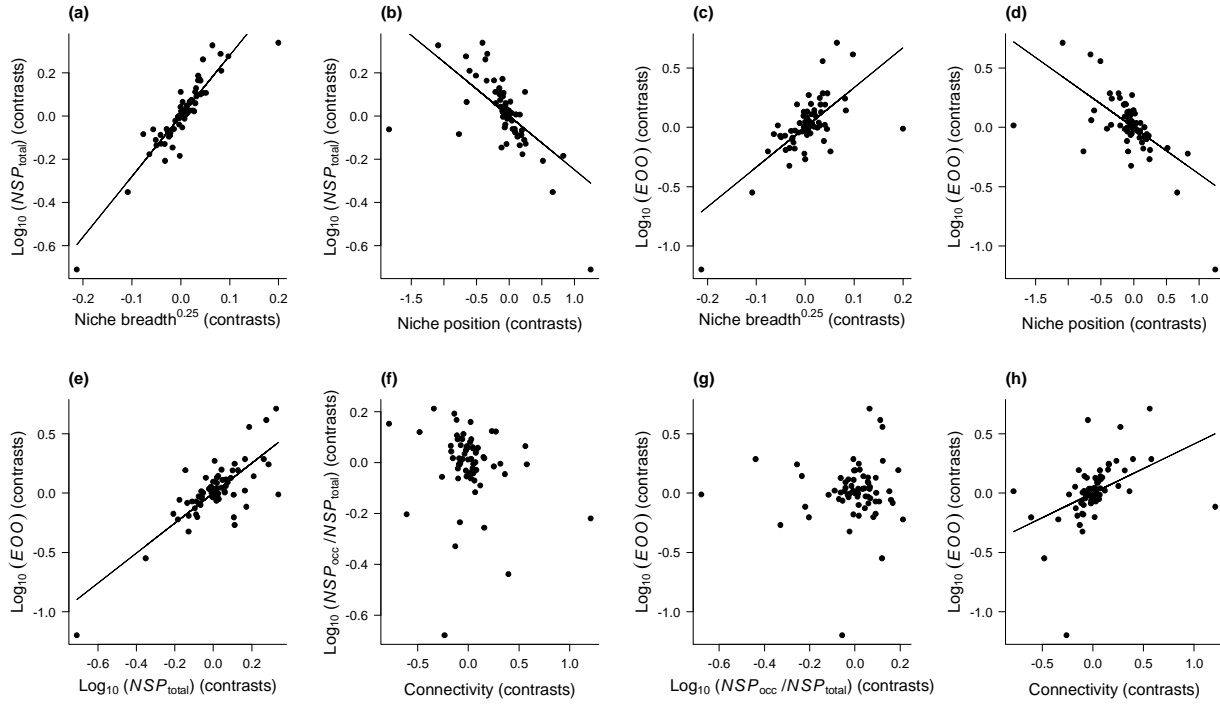 (a) (b) (c) (d)
Log10 (NSPtotal) (contrasts)
0.2
0.0
-0.2
-0.4
-0.6
-0.2 -0.1 0.0 0.1 0.2
Niche breadth0.25 (contrasts)
Log10 (NSPtotal) (contrasts)
0.2
0.0
-0.2
-0.4
-0.6
-1.5 -0.5 0.0 0.5 1.0
Niche position (contrasts)
Log10 (EOO) (contrasts)
0.5
0.0
-0.5
-1.0
-0.2 -0.1 0.0 0.1 0.2
Niche breadth0.25 (contrasts)
Log10 (EOO) (contrasts)
0.5
0.0
-0.5
-1.0
-1.5 -0.5 0.0 0.5 1.0
Niche position (contrasts)
(e) (f) (g) (h)
Log10 (EOO) (contrasts)
0.5
0.0
-0.5
-1.0
-0.6 -0.4 -0.2 0.0 0.2
Log10 (NSPtotal) (contrasts)
Log10 (NSPocc /NSPtotal) (contrasts)
0.2
0.0
-0.2
-0.4
-0.6
-0.5 0.0 0.5 1.0
Connectivity (contrasts)
Log10 (EOO) (contrasts)
0.5
0.0
-0.5
-1.0
-0.6 -0.4 -0.2 0.0 0.2
Log10 (NSPocc /NSPtotal) (contrasts)
Log10 (EOO) (contrasts)
0.5
0.0
-0.5
-1.0
-0.5 0.0 0.5 1.0
Connectivity (contrasts)